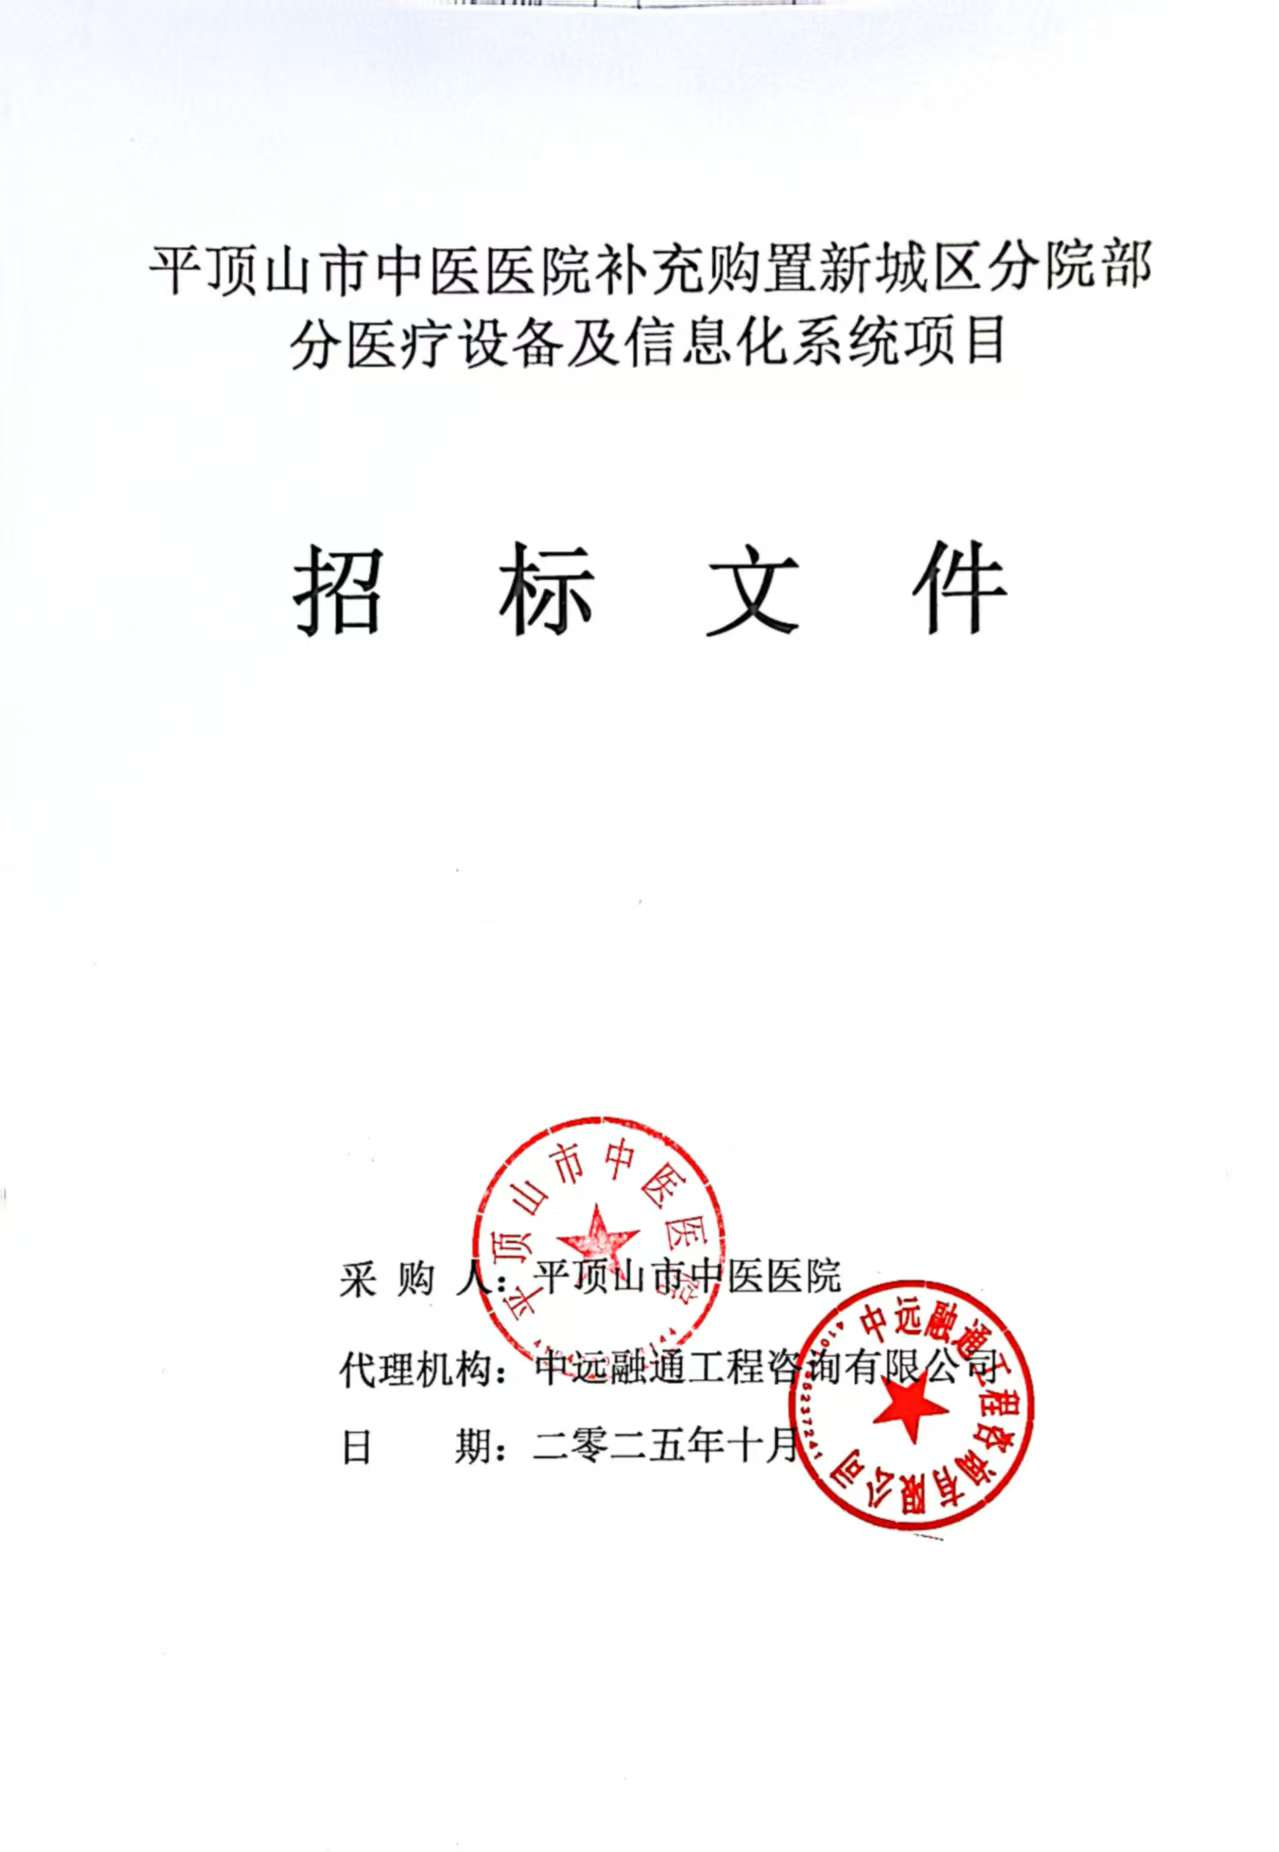 平顶山市中医医院补充购置新城区分院部
分医疗设备及信息化系统项目
招 标 文 件
平顶山市中医医院
采 购 人：平顶山市中医医院
中远融通工程咨询有限公司
代理机构：中远融通工程咨询有限公司
日 期：二零二五年十月